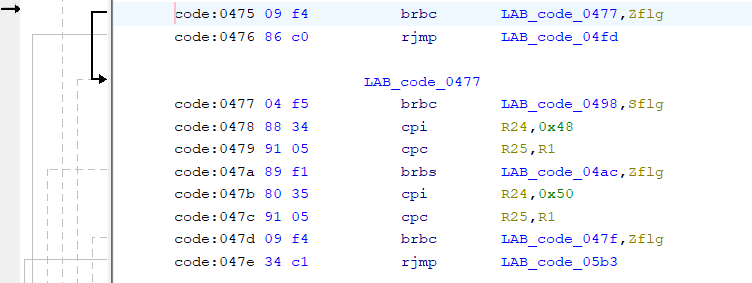 code:0475 09 f4 brbc LAB_code_0477,Zflg
code:0476 86 c0 rjmp LAB_code_04fd
LAB_code_0477
code:0477 04 f5 brbc LAB_code_0498,Sflg
code:0478 88 34 cpi R24,0x48
code:0479 91 05 cpc R25,R1
code:047a 89 f1 brbs LAB_code_04ac,Zflg
code:047b 80 35 cpi R24,0x50
code:047c 91 05 cpc R25,R1
code:047d 09 f4 brbc LAB_code_047f,Zflg
code:047e 34 c1 rjmp LAB_code_05b3